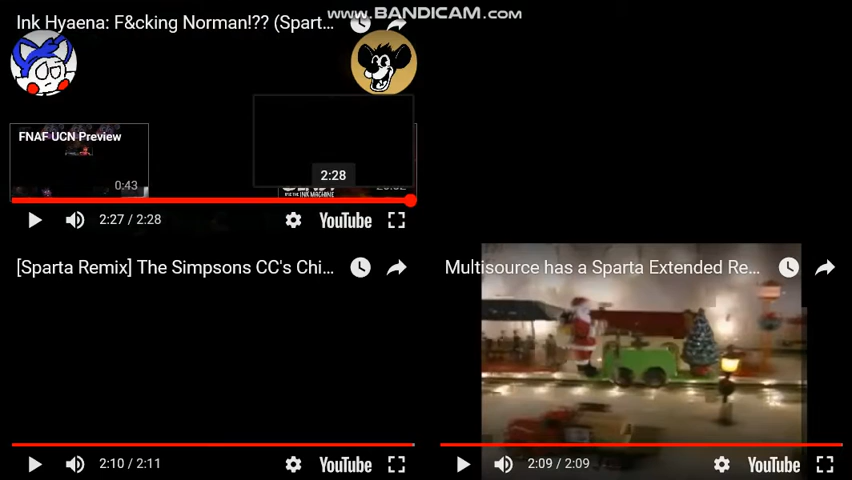 www.BANDICAM.com
Ink Hyaena: F&cking Norman!?? (Spart...
FNAF UCN Preview
0:43
2:28
2:27 / 2:28
YouTube
[Sparta Remix] The Simpsons CC's Chi...
Multisource has a Sparta Extended Re...
2:10 / 2:11
YouTube
2:09 / 2:09
YouTube